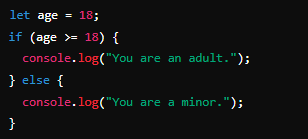 let age = 18;
if (age >= 18) {
  console.log("You are an adult.");
} else {
  console.log("You are a minor.");
}